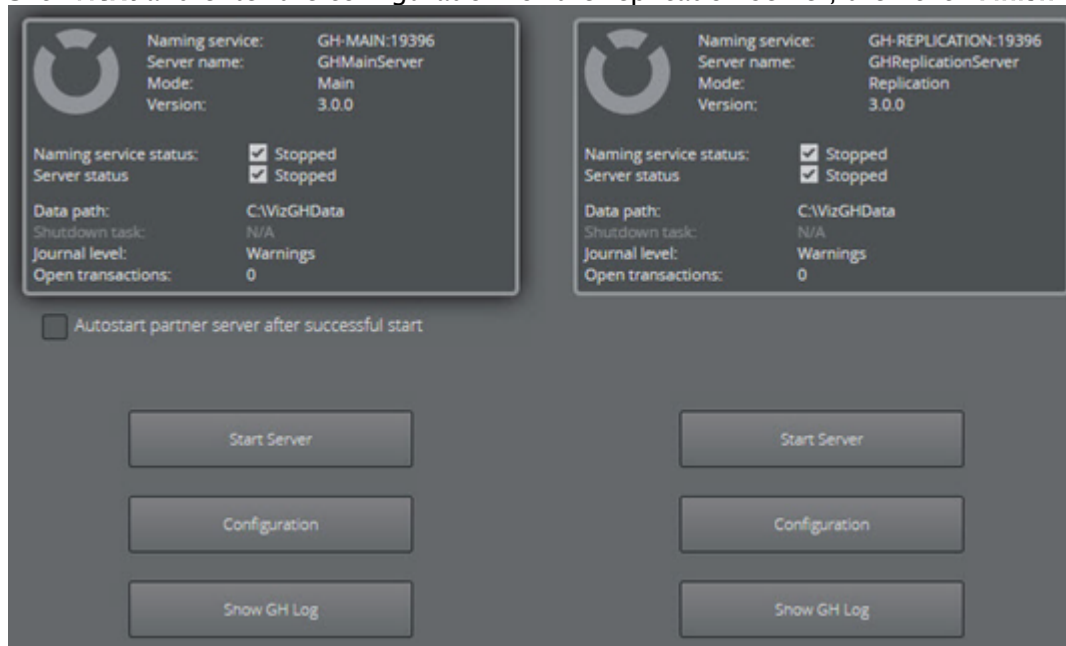 Naming service: GH-MAIN:19396
Server name: GHMainServer
Mode: Main
Version: 3.0.0
Naming service status: Stopped
Server status Stopped
Data path: C:\VizGHData
Shutdown task: N/A
Journal level: Warnings
Open transactions: 0
Naming service: GH-REPLICATION:19396
Server name: GHReplicationServer
Mode: Replication
Version: 3.0.0
Naming service status: Stopped
Server status Stopped
Data path: C:\VizGHData
Shutdown task: N/A
Journal level: Warnings
Open transactions: 0
Autostart partner server after successful start
Start Server
Configuration
Show GH Log
Start Server
Configuration
Show GH Log